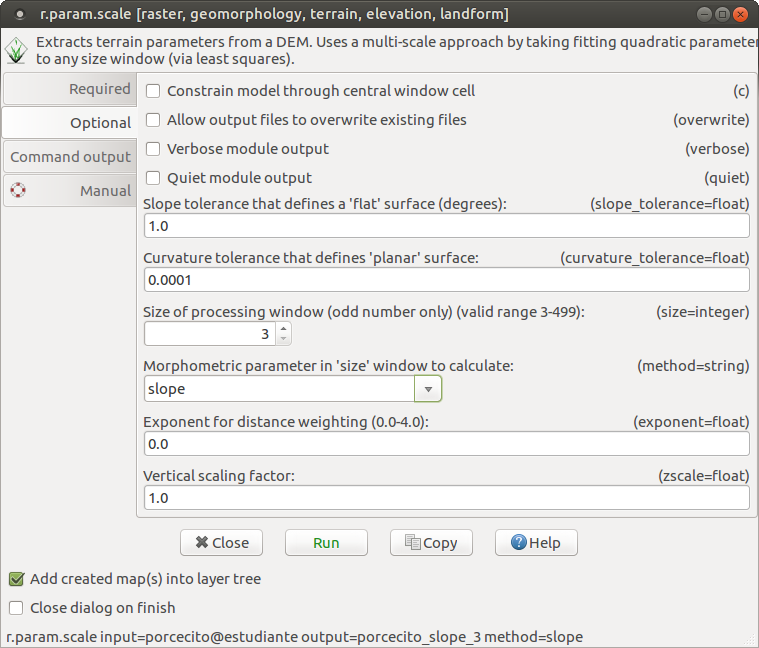 r.param.scale [raster, geomorphology, terrain, elevation, landform]
Extracts terrain parameters from a DEM. Uses a multi-scale approach by taking fitting quadratic parameter
to any size window (via least squares).
Required
Optional
Command output
Manual
Constrain model through central window cell (c)
Allow output files to overwrite existing files (overwrite)
Verbose module output (verbose)
Quiet module output (quiet)
Slope tolerance that defines a 'flat' surface (degrees): (slope_tolerance=float)
1.0
Curvature tolerance that defines 'planar' surface: (curvature_tolerance=float)
0.0001
Size of processing window (odd number only) (valid range 3-499): (size=integer)
3
Morphometric parameter in 'size' window to calculate: (method=string)
slope
Exponent for distance weighting (0.0-4.0): (exponent=float)
0.0
Vertical scaling factor: (zscale=float)
1.0
Close Run Copy Help
Add created map(s) into layer tree
Close dialog on finish
r.param.scale input=porcecito@estudiante output=porcecito_slope_3 method=slope